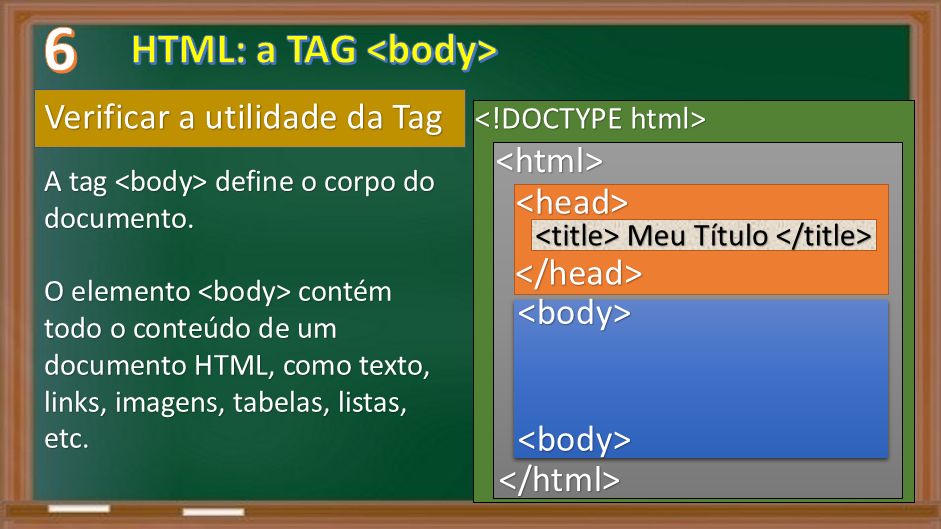 6 HTML: a TAG <body>
Verificar a utilidade da Tag
A tag <body> define o corpo do
documento.
O elemento <body> contém
todo o conteúdo de um
documento HTML, como texto,
links, imagens, tabelas, listas,
etc.
<!DOCTYPE html>
<html>
<head>
<title> Meu Título </title>
</head>
<body>
<body>
</html>